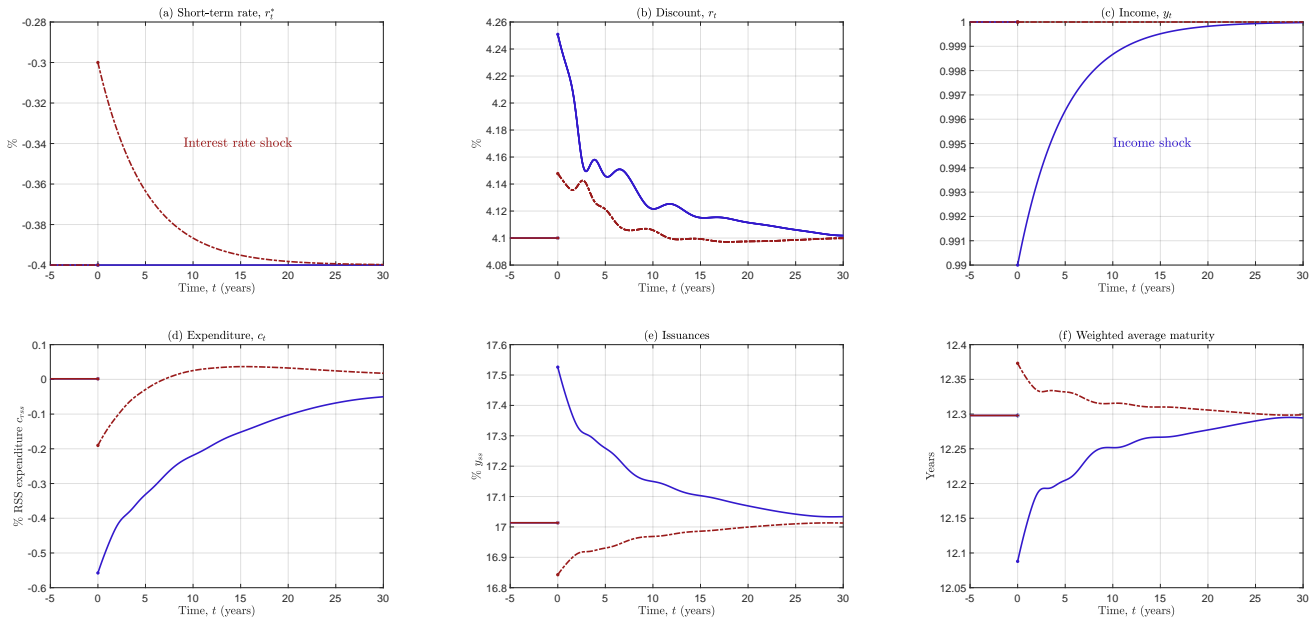 (a) Short-term rate, r*_t
-0.28
-0.3
-0.32
-0.34
-0.36
-0.38
-0.4
%
Interest rate shock
-5 0 5 10 15 20 25 30
Time, t (years)
(b) Discount, r_t
4.26
4.24
4.22
4.2
4.18
4.16
4.14
4.12
4.1
4.08
%
-5 0 5 10 15 20 25 30
Time, t (years)
(c) Income, y_t
1
0.999
0.998
0.997
0.996
0.995
0.994
0.993
0.992
0.991
0.99
Income shock
-5 0 5 10 15 20 25 30
Time, t (years)
(d) Expenditure, c_t
0.1
0
-0.1
-0.2
-0.3
-0.4
-0.5
-0.6
% RSS expenditure c_rss
-5 0 5 10 15 20 25 30
Time, t (years)
(e) Issuances
17.6
17.5
17.4
17.3
17.2
17.1
17
16.9
16.8
% y_ss
-5 0 5 10 15 20 25 30
Time, t (years)
(f) Weighted average maturity
12.4
12.35
12.3
12.25
12.2
12.15
12.1
12.05
Years
-5 0 5 10 15 20 25 30
Time, t (years)